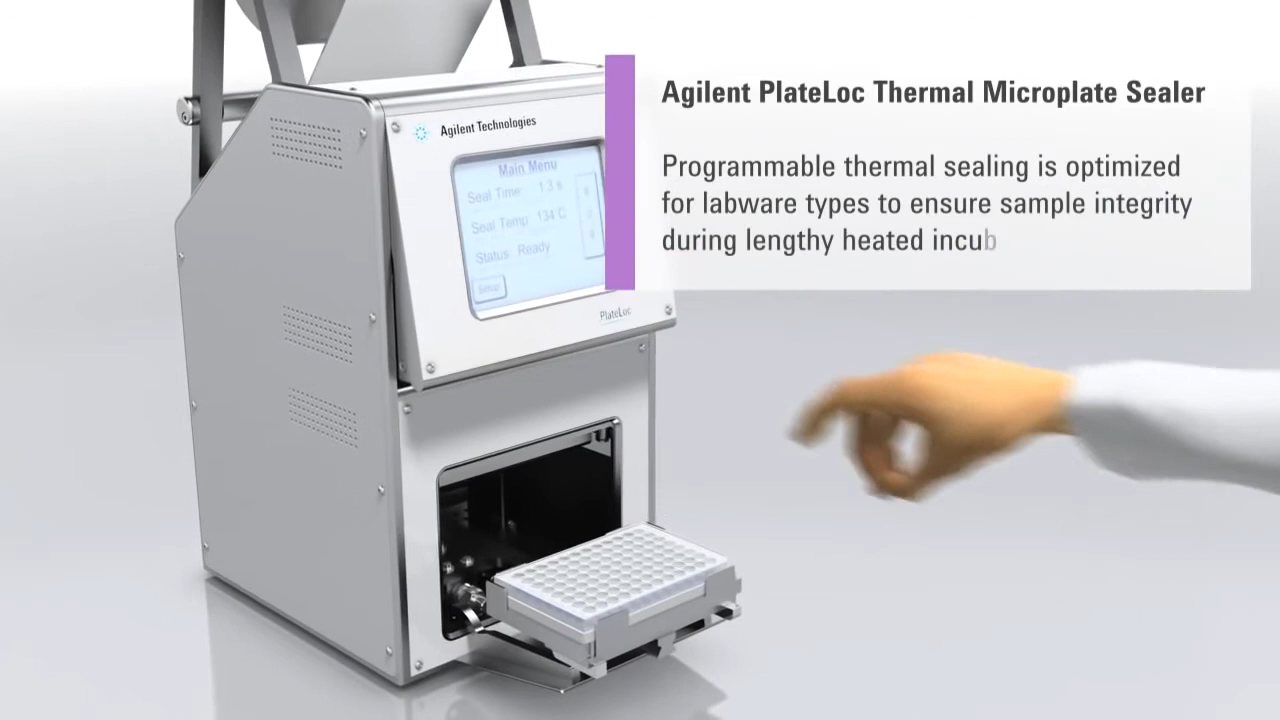 Agilent PlateLoc Thermal Microplate Sealer
Programmable thermal sealing is optimized
for labware types to ensure sample integrity
during lengthy heated incub
Agilent Technologies
Main Menu
Seal Time 1.3 s
Seal Temp 134 C
Status Ready
Setup
PlateLoc